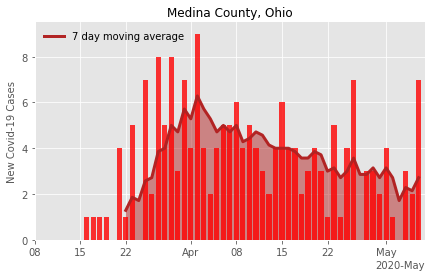 Medina County, Ohio
7 day moving average
New Covid-19 Cases
8
6
4
2
0
08 15 22 Apr 08 15 22 May
2020-May